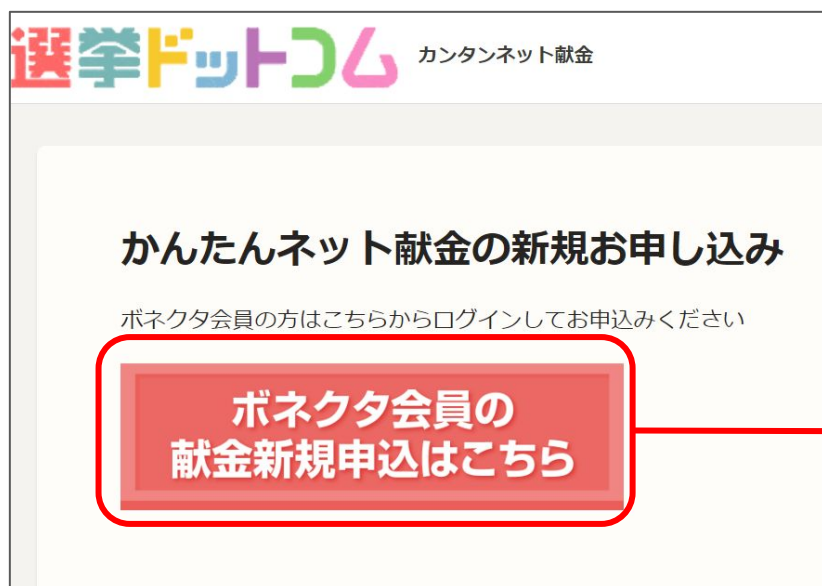 選挙ドットコム カンタンネット献金
かんたんネット献金の新規お申し込み
ボネクタ会員の方はこちらからログインしてお申込みください
ボネクタ会員の
献金新規申込はこちら